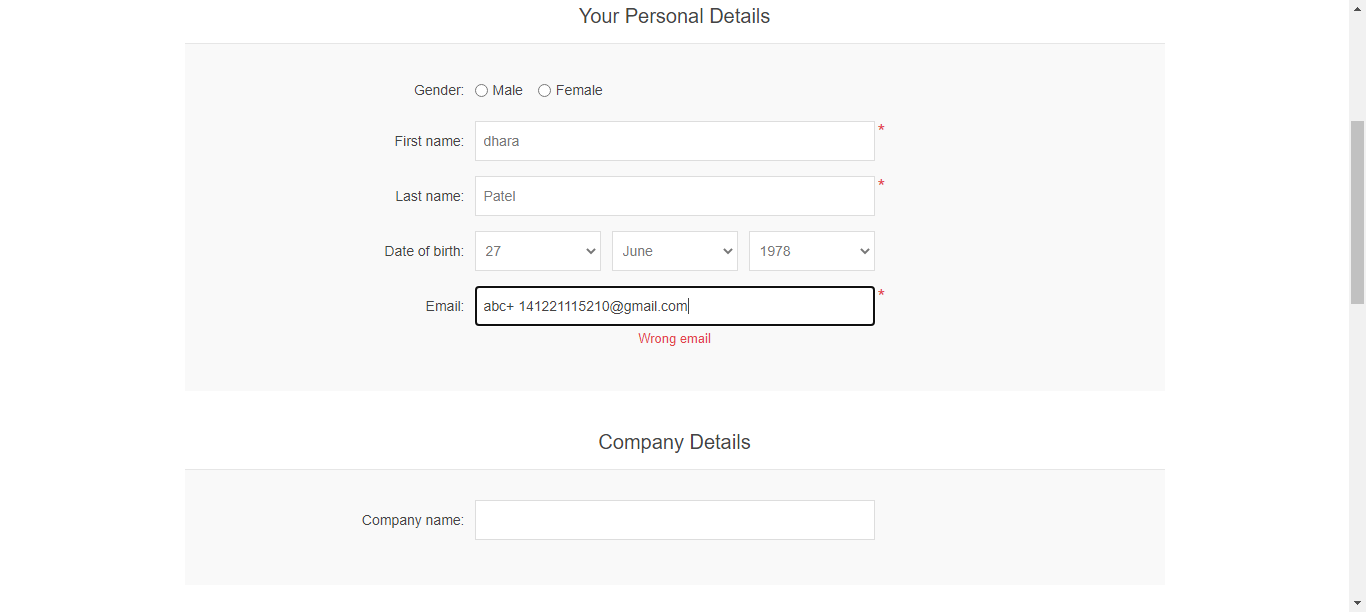 Your Personal Details
Gender: Male Female
First name: dhara *
Last name: Patel *
Date of birth: 27 June 1978
Email: abc+ 141221115210@gmail.com *
Wrong email
Company Details
Company name: